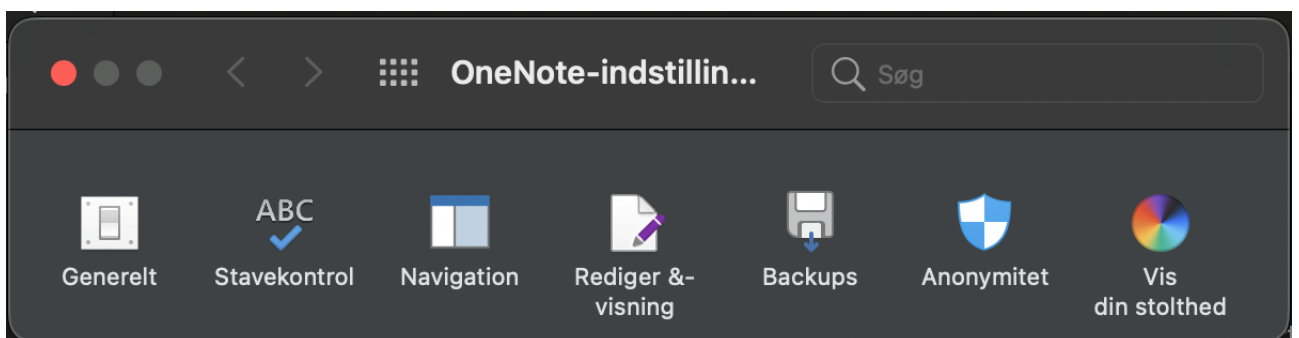 OneNote-indstillin...
Søg
ABC
Generelt
Stavekontrol
Navigation
Rediger &-
visning
Backups
Anonymitet
Vis
din stolthed